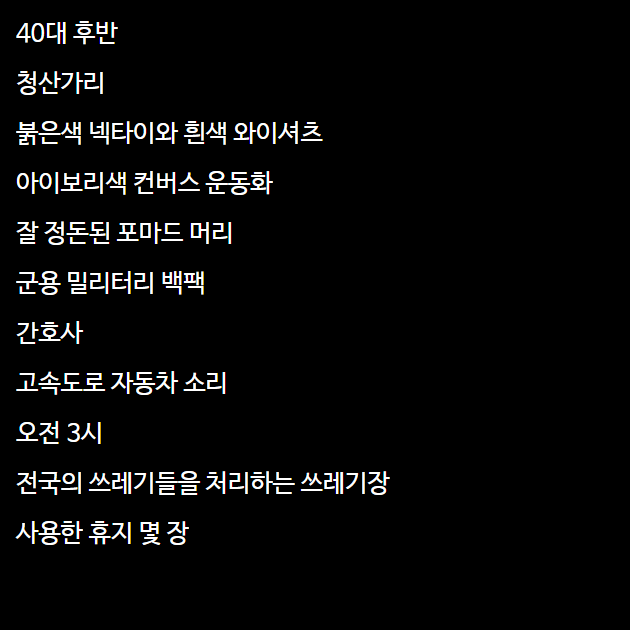 40대 후반
청산가리
붉은색 넥타이와 흰색 와이셔츠
아이보리색 컨버스 운동화
잘 정돈된 포마드 머리
군용 밀리터리 백팩
간호사
고속도로 자동차 소리
오전 3시
전국의 쓰레기들을 처리하는 쓰레기장
사용한 휴지 몇 장